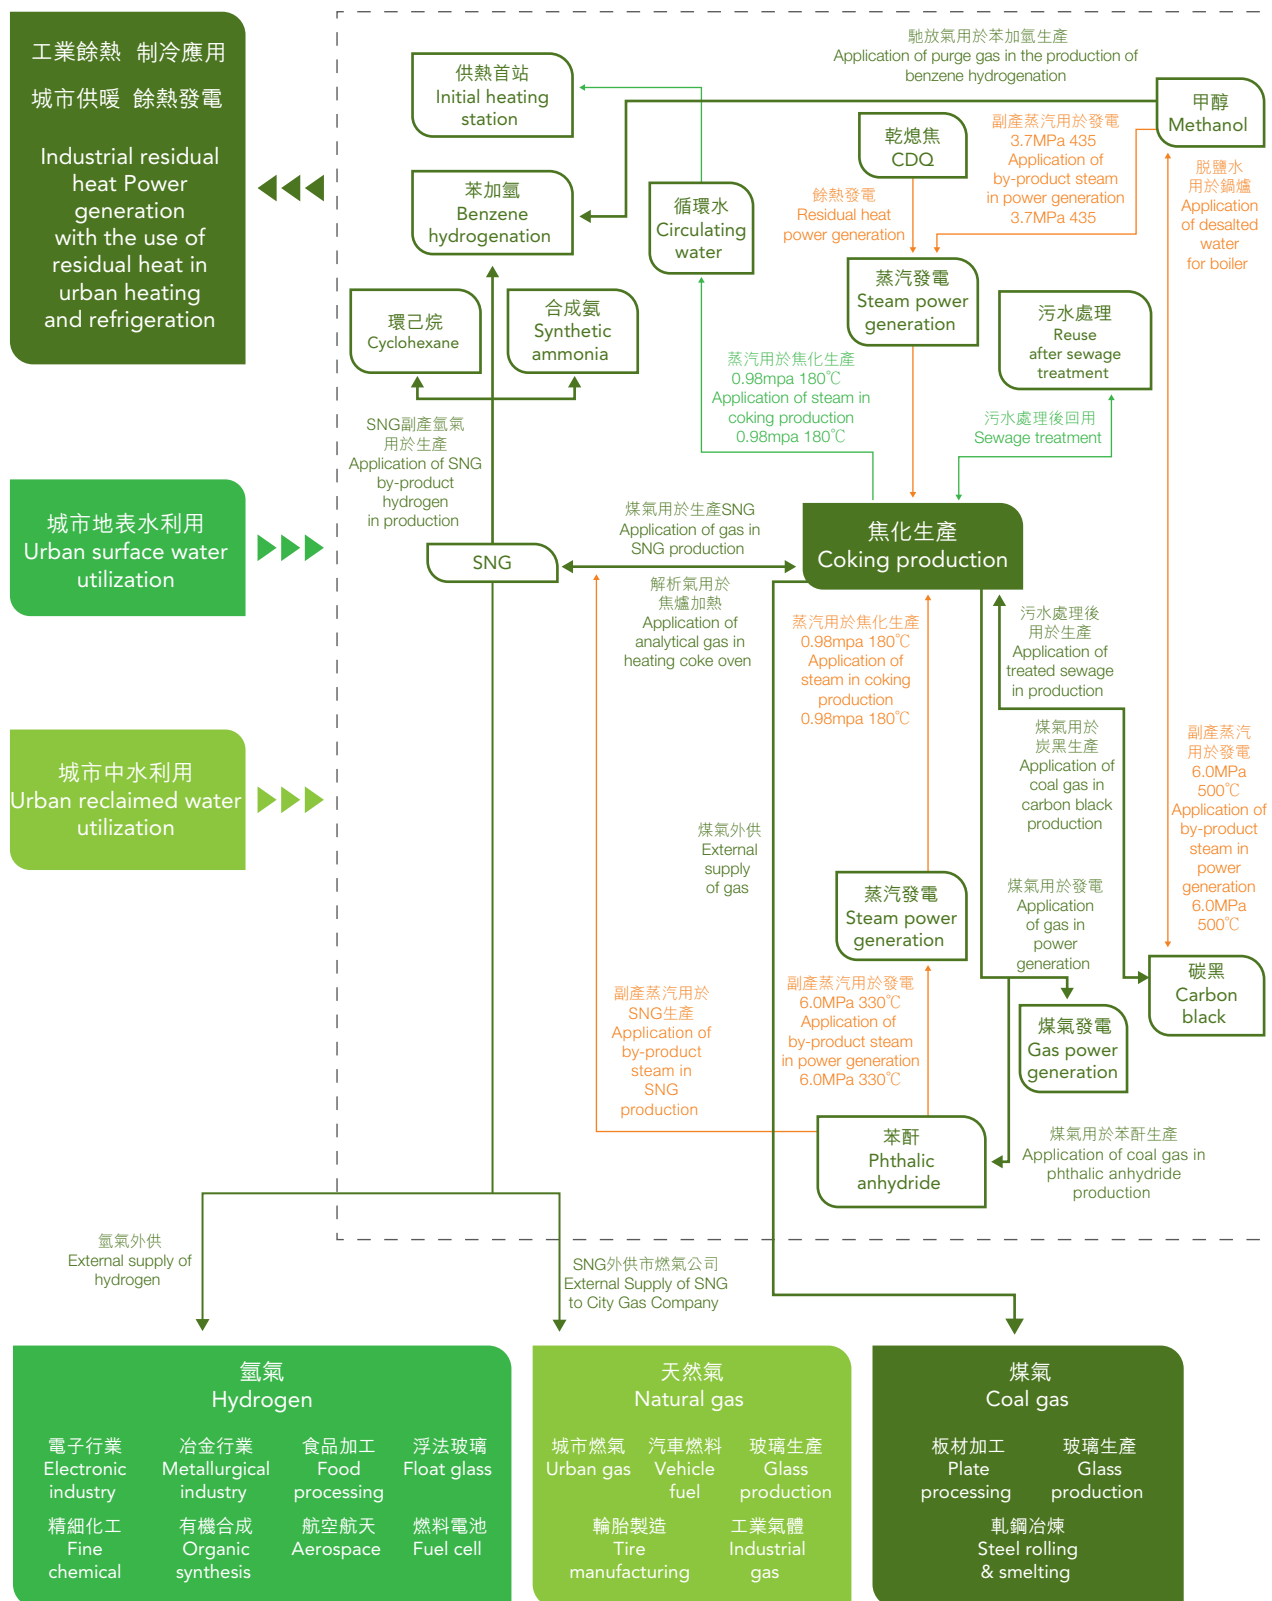 工業餘熱 制冷應用
城市供暖 餘熱發電
Industrial residual
heat Power
generation
with the use of
residual heat in
urban heating
and refrigeration
城市地表水利用
Urban surface water
utilization
城市中水利用
Urban reclaimed water
utilization
馳放氣用於苯加氫生產
Application of purge gas in the production of
benzene hydrogenation
供熱首站
Initial heating
station
甲醇
Methanol
乾熄焦
CDQ
副產蒸汽用於發電
3.7MPa 435
Application of
by-product steam
in power generation
3.7MPa 435
脱鹽水
用於鍋爐
Application
of desalted
water
for boiler
苯加氫
Benzene
hydrogenation
循環水
Circulating
water
餘熱發電
Residual heat
power generation
蒸汽發電
Steam power
generation
環己烷
Cyclohexane
合成氨
Synthetic
ammonia
污水處理
Reuse
after sewage
treatment
蒸汽用於焦化生產
0.98mpa 180℃
Application of steam in
coking production
0.98mpa 180℃
污水處理後回用
Sewage treatment
SNG副產氫氣
用於生產
Application of SNG
by-product
hydrogen
in production
煤氣用於生產SNG
Application of gas in
SNG production
焦化生產
Coking production
SNG
解析氣用於
焦爐加熱
Application of
analytical gas in
heating coke oven
蒸汽用於焦化生產
0.98mpa 180℃
Application of
steam in coking
production
0.98mpa 180℃
污水處理後
用於生產
Application of
treated sewage
in production
煤氣用於
炭黑生產
Application of
coal gas in
carbon black
production
副產蒸汽
用於發電
6.0MPa
500℃
Application of
by-product
steam in
power
generation
6.0MPa
500℃
煤氣外供
External
supply
of gas
蒸汽發電
Steam power
generation
煤氣用於發電
Application
of gas in
power
generation
碳黑
Carbon
black
副產蒸汽用於
SNG生產
Application of
by-product
steam in
SNG
production
副產蒸汽用於發電
6.0MPa 330℃
Application of
by-product steam
in power generation
6.0MPa 330℃
煤氣發電
Gas power
generation
苯酐
Phthalic
anhydride
煤氣用於苯酐生產
Application of coal gas in
phthalic anhydride
production
氫氣外供
External supply of
hydrogen
SNG外供市燃氣公司
External Supply of SNG
to City Gas Company
氫氣
Hydrogen
電子行業
Electronic
industry
冶金行業
Metallurgical
industry
食品加工
Food
processing
浮法玻璃
Float glass
精細化工
Fine
chemical
有機合成
Organic
synthesis
航空航天
Aerospace
燃料電池
Fuel cell
天然氣
Natural gas
城市燃氣
Urban gas
汽車燃料
Vehicle
fuel
玻璃生產
Glass
production
輪胎製造
Tire
manufacturing
工業氣體
Industrial
gas
煤氣
Coal gas
板材加工
Plate
processing
玻璃生產
Glass
production
軋鋼冶煉
Steel rolling
& smelting